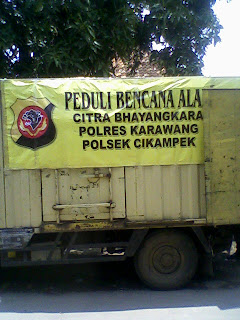 PEDULI BENCANA ALA
CITRA BHAYANGKARA
POLRES KARAWANG
POLSEK CIKAMPEK